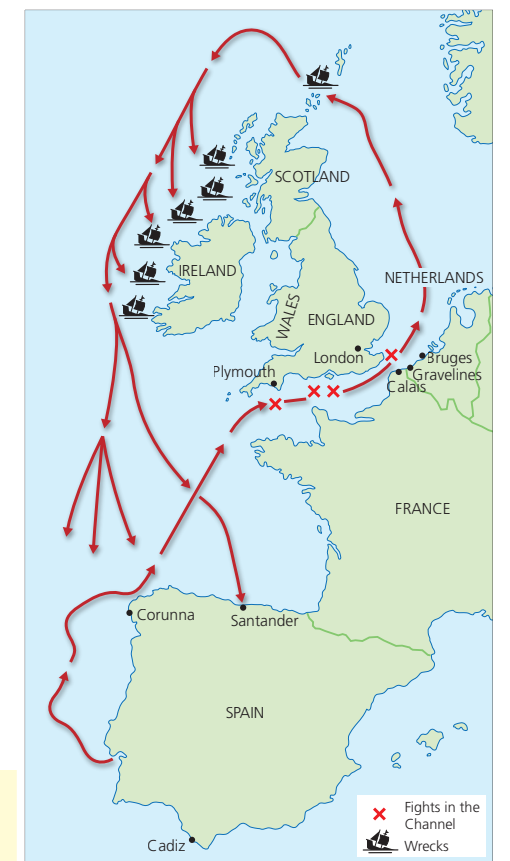 SCOTLAND
IRELAND
NETHERLANDS
WALES
ENGLAND
London
Bruges
Plymouth
Gravelines
Calais
FRANCE
Corunna
Santander
SPAIN
Fights in the
Channel
Wrecks
Cadiz